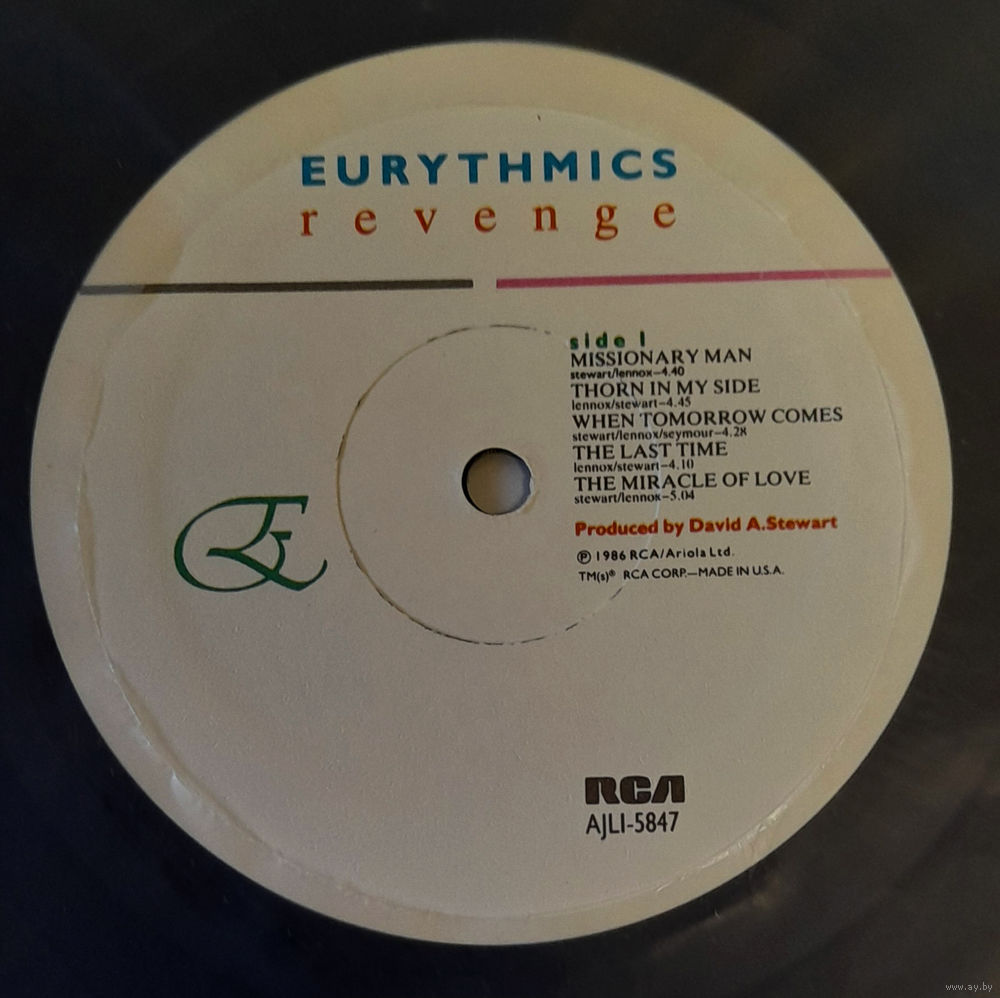 EURYTHMICS
revenge
side 1
MISSIONARY MAN
stewart/lennox-4.40
THORN IN MY SIDE
lennox/stewart-4.45
WHEN TOMORROW COMES
stewart/lennox/seymour-4.28
THE LAST TIME
lennox/stewart-4.10
THE MIRACLE OF LOVE
stewart/lennox-5.04
Produced by David A.Stewart
℗ 1986 RCA/Ariola Ltd.
TM(s)® RCA CORP.—MADE IN U.S.A.
RCA
AJL1-5847
www.ay.by